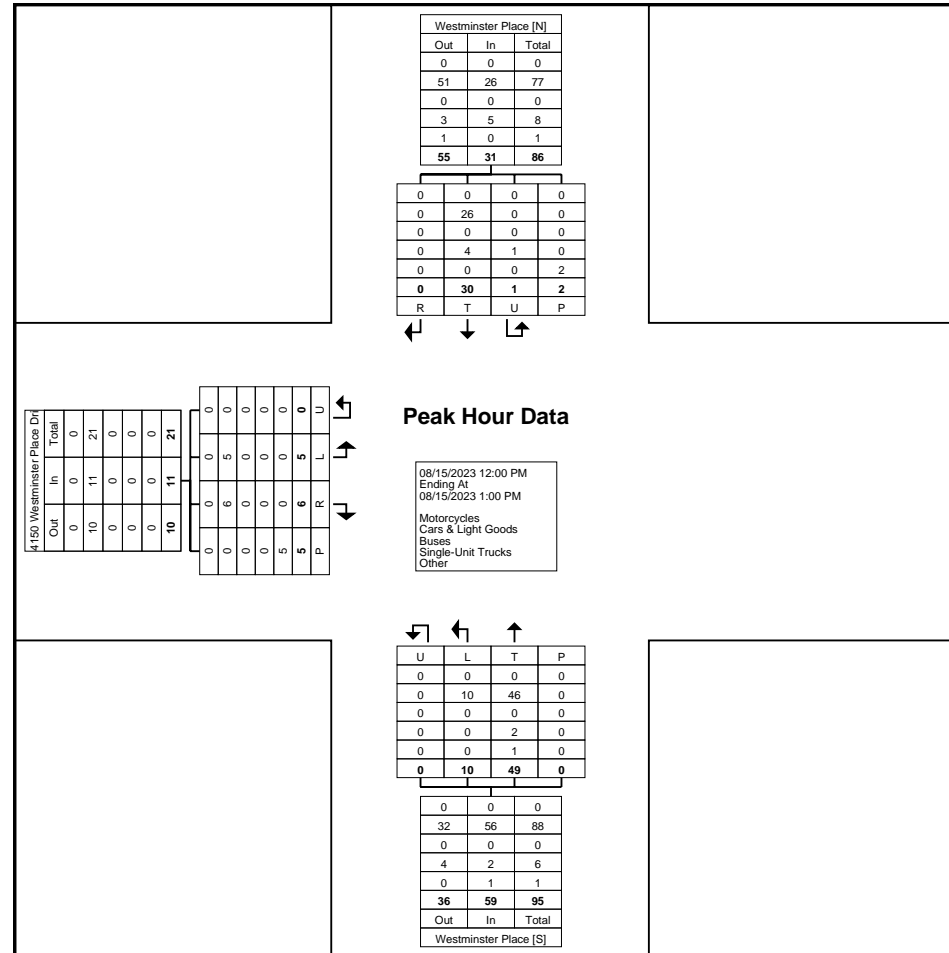 Westminster Place [N]
Out In Total
0 0 0
51 26 77
0 0 0
3 5 8
1 0 1
55 31 86
0 0 0 0
0 26 0 0
0 0 0 0
0 4 1 0
0 0 0 2
0 30 1 2
R T U P
4150 Westminster Place Dri
Out In Total
0 0 0
10 11 21
0 0 0
0 0 0
0 0 0
10 11 21
0 0 0 0
0 6 5 0
0 0 0 0
0 0 0 0
5 0 0 0
5 6 5 0
P R L U
Peak Hour Data
08/15/2023 12:00 PM
Ending At
08/15/2023 1:00 PM
Motorcycles
Cars & Light Goods
Buses
Single-Unit Trucks
Other
U L T P
0 0 0 0
0 10 46 0
0 0 0 0
0 0 2 0
0 0 1 0
0 10 49 0
0 0 0
32 56 88
0 0 0
4 2 6
0 1 1
36 59 95
Out In Total
Westminster Place [S]